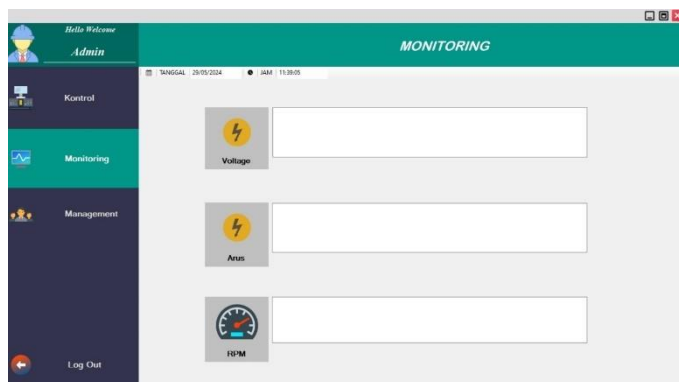 Hello Welcome
Admin
MONITORING
TANGGAL 29/05/2024 JAM 11:39:05
Kontrol
Voltage
Monitoring
Management
Arus
RPM
Log Out